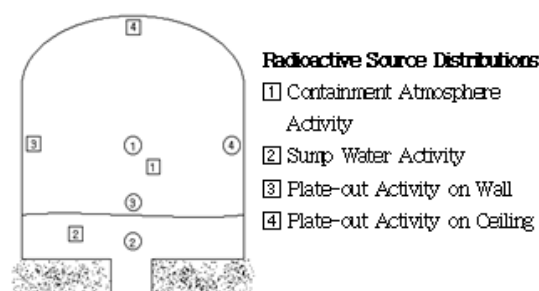 4
Radioactive Source Distributions
1 Containment Atmosphere
Activity
3 1 4
1
2 Sump Water Activity
3
3 Plate-out Activity on Wall
2 2
4 Plate-out Activity on Ceiling